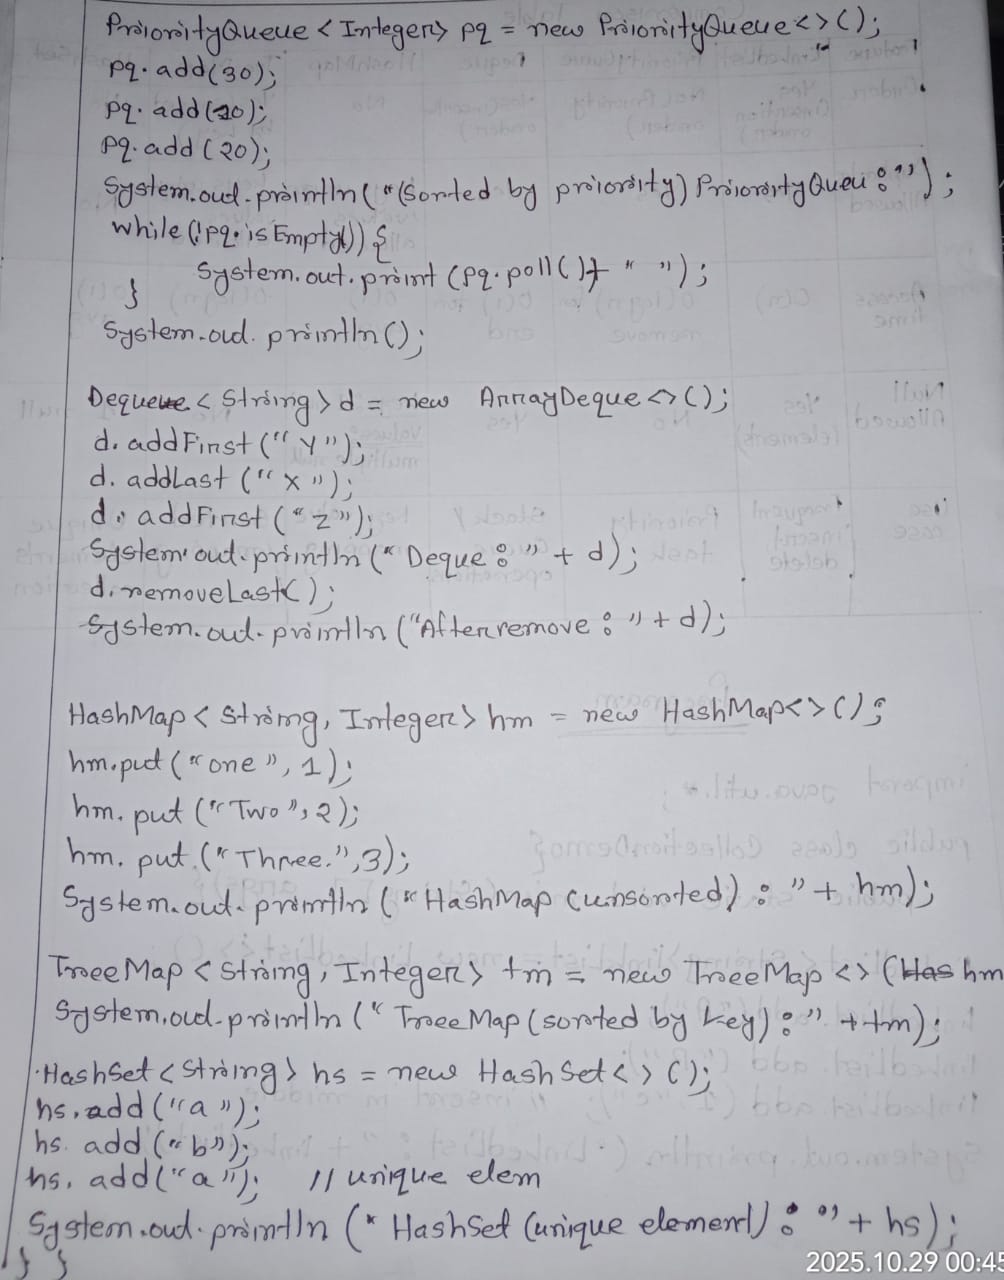 PriorityQueue <Integer> pq = new PriorityQueue<>();
pq.add(30);
pq.add(10);
pq.add(20);
System.out.println("(Sorted by priority) PriorityQueu:");
while(!pq.isEmpty()) {
System.out.print(pq.poll()+ " ");
}
System.out.println();
Deque<String> d = new ArrayDeque<>();
d.addFirst("Y");
d.addLast("X");
d.addFirst("Z");
System.out.println("Deque:" + d);
d.removeLast();
System.out.println("After remove:" + d);
HashMap<String, Integer> hm = new HashMap<>();
hm.put("one", 1);
hm.put("Two", 2);
hm.put("Three.", 3);
System.out.println("HashMap (unsorted):" + hm);
TreeMap<String, Integer> tm = new TreeMap<>(hm
System.out.println("TreeMap (sorted by key):" + tm);
HashSet<String> hs = new HashSet<>();
hs.add("a");
hs.add("b");
hs.add("a"); // unique elem
System.out.println("HashSet (unique element):" + hs);
} }
2025.10.29 00:45